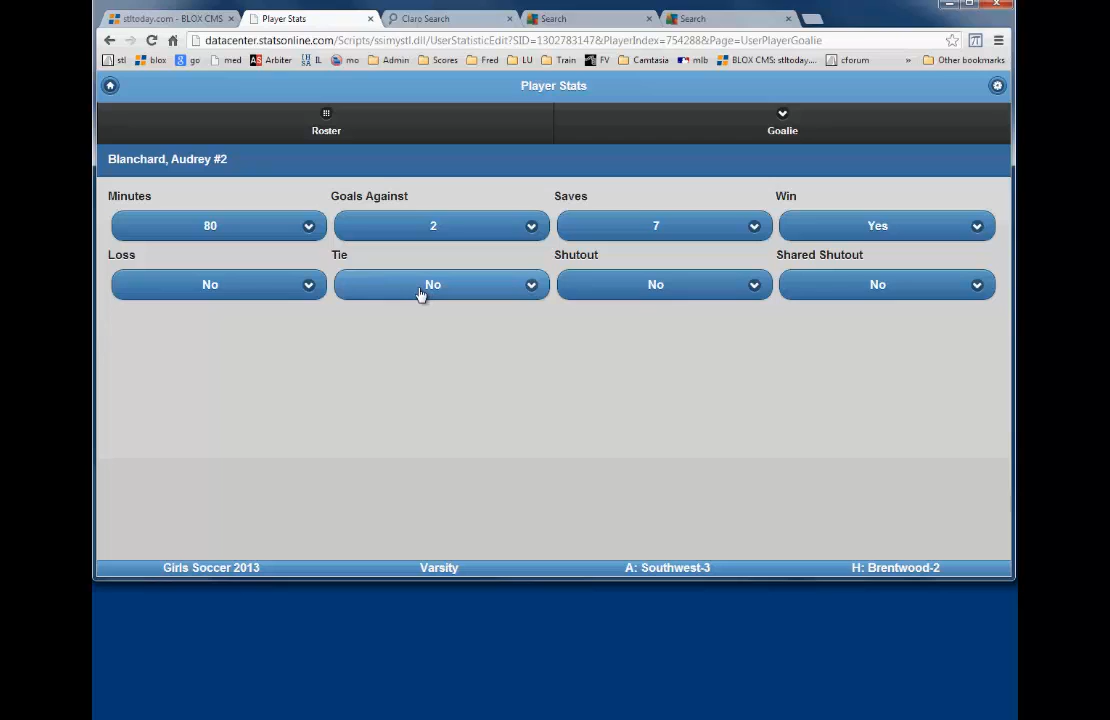 stltoday.com - BLOX CMS
Player Stats
Claro Search
Search
Search
datacenter.statsonline.com/Scripts/ssimystl.dll/UserStatisticEdit?SID=1302783147&PlayerIndex=754288&Page=UserPlayerGoalie
stl blox go med Arbiter IL mo Admin Scores Fred LU Train FV Camtasia mlb BLOX CMS: stltoday.... cforum » Other bookmarks
Player Stats
Roster Goalie
Blanchard, Audrey #2
Minutes Goals Against Saves Win
80 2 7 Yes
Loss Tie Shutout Shared Shutout
No No No No
Girls Soccer 2013 Varsity A: Southwest-3 H: Brentwood-2